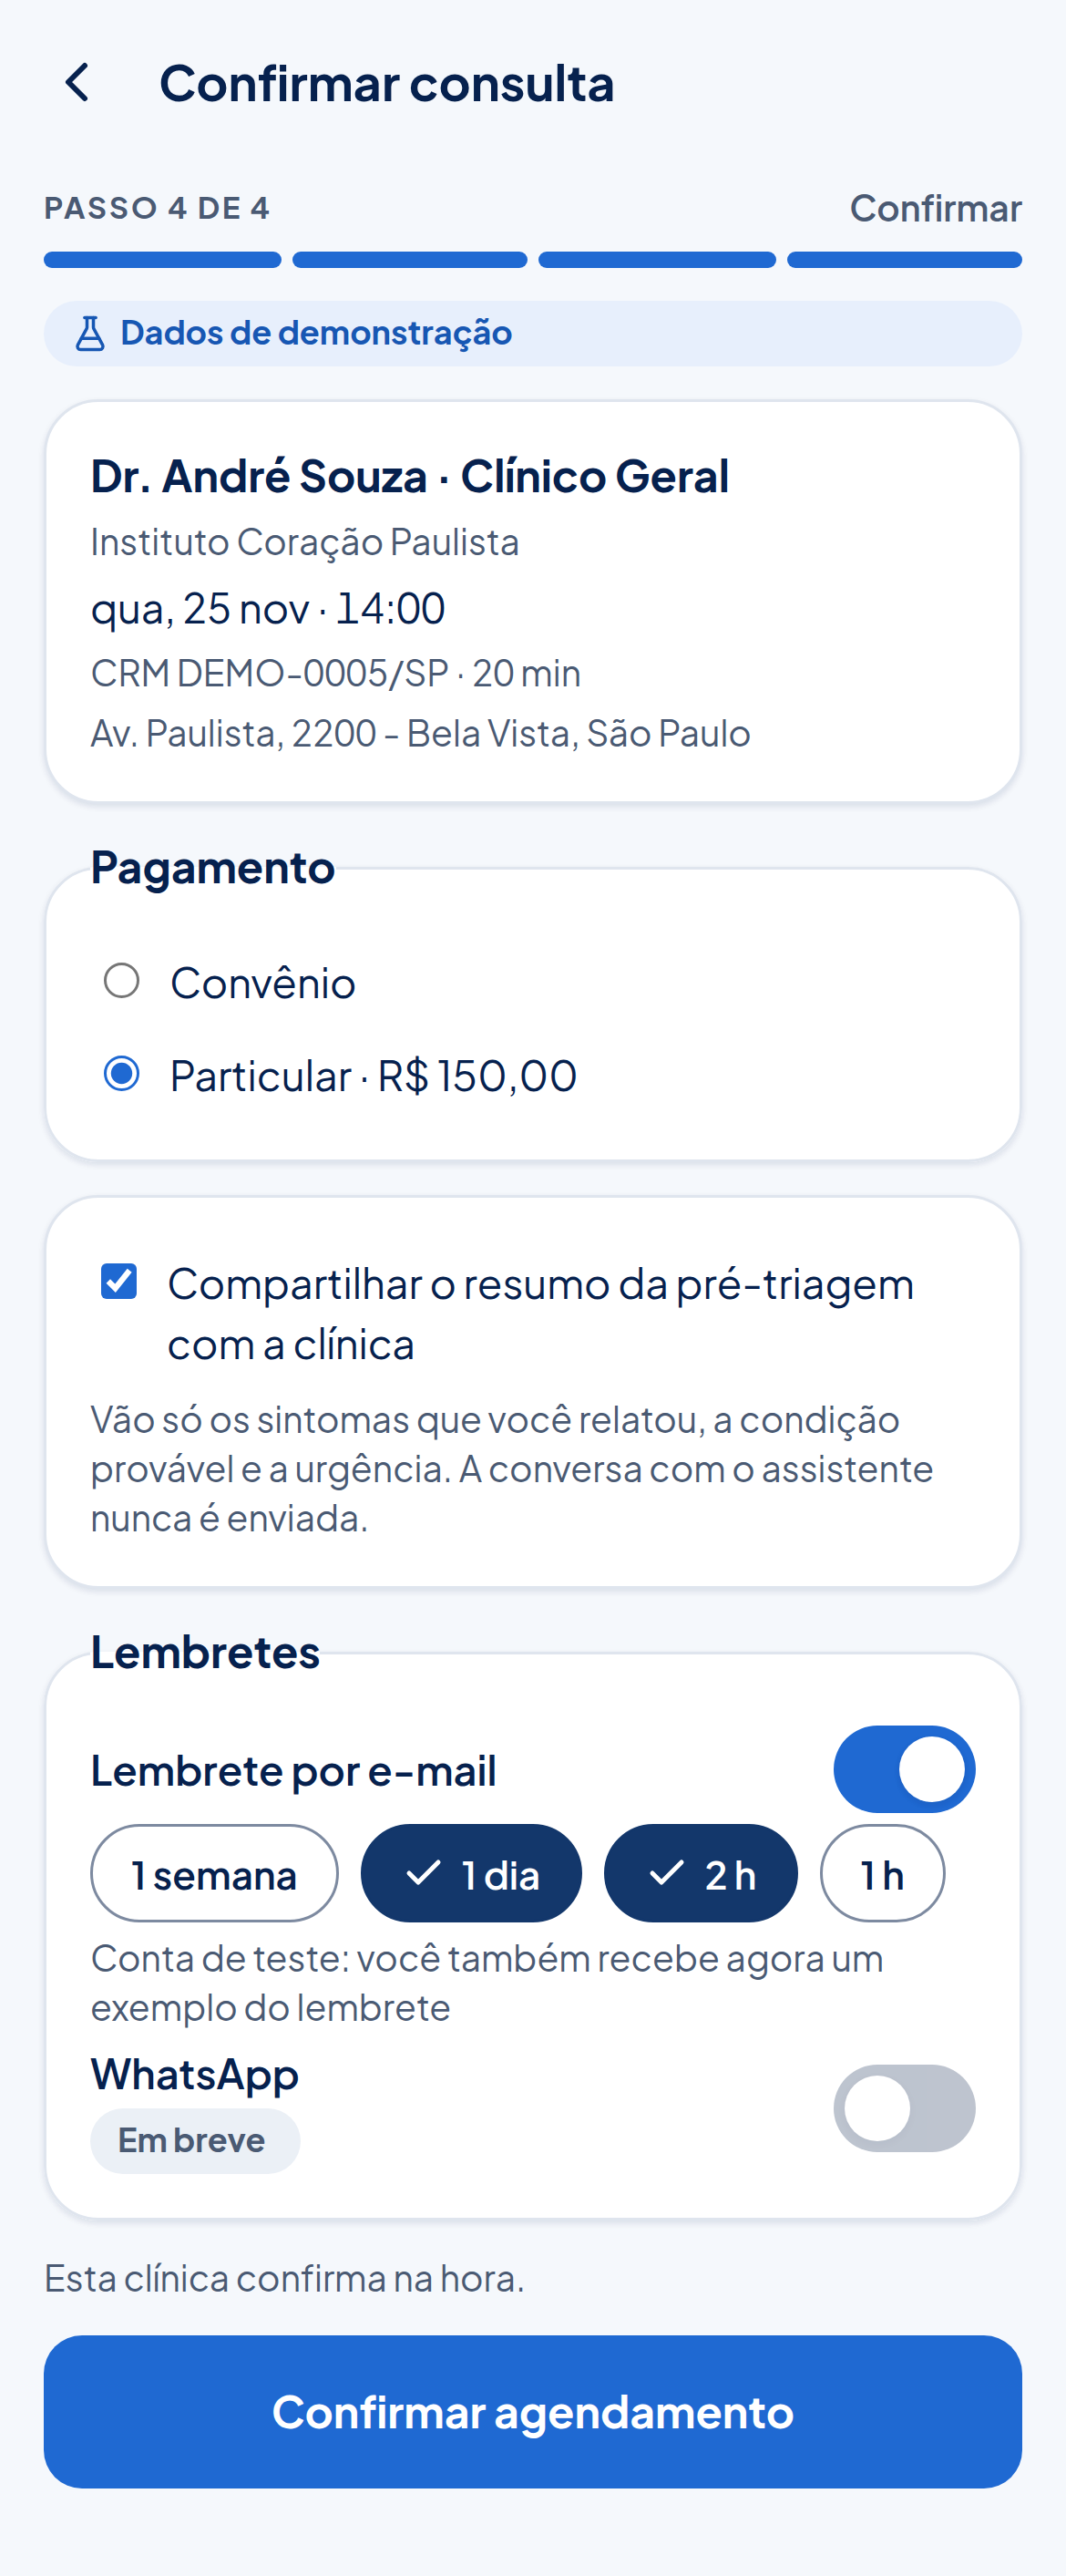 Confirmar consulta
PASSO 4 DE 4
Confirmar
Dados de demonstração
Dr. André Souza · Clínico Geral
Instituto Coração Paulista
qua, 25 nov · 14:00
CRM DEMO-0005/SP · 20 min
Av. Paulista, 2200 - Bela Vista, São Paulo
Pagamento
Convênio
Particular · R$ 150,00
Compartilhar o resumo da pré-triagem
com a clínica
Vão só os sintomas que você relatou, a condição
provável e a urgência. A conversa com o assistente
nunca é enviada.
Lembretes
Lembrete por e-mail
1 semana
1 dia
2 h
1 h
Conta de teste: você também recebe agora um
exemplo do lembrete
WhatsApp
Em breve
Esta clínica confirma na hora.
Confirmar agendamento